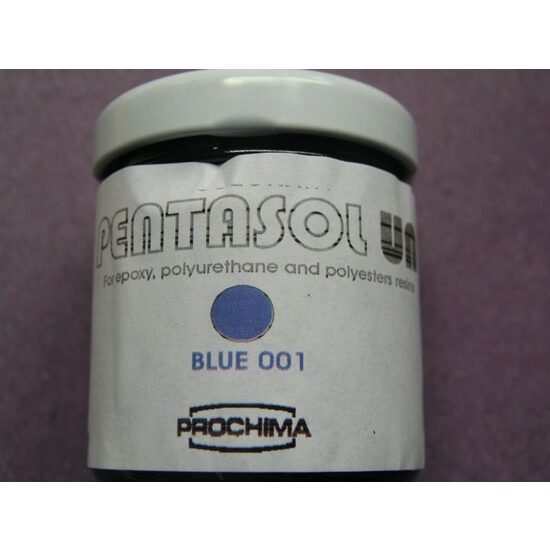 PENTASOL UN
For epoxy, polyurethane and polyesters resins
BLUE 001
PROCHIMA